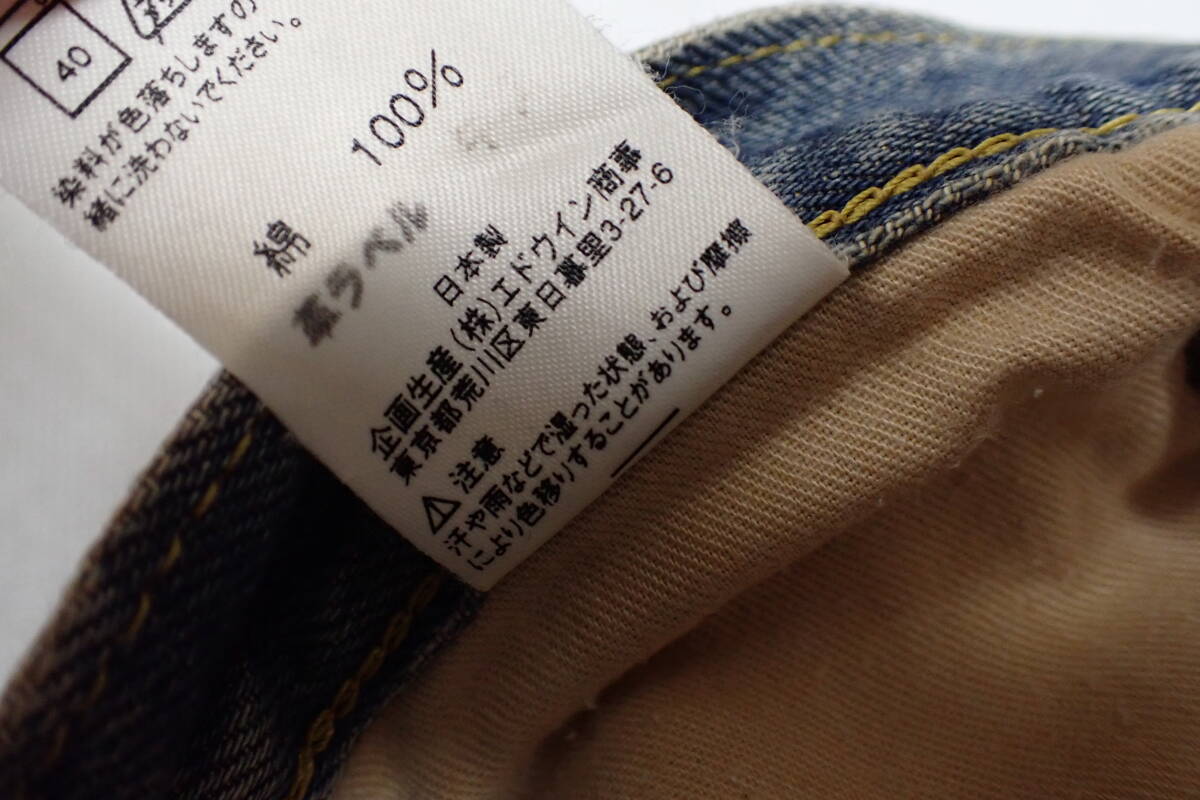 40
染料が色落ちしますの
緒に洗わないでください。
綿 100%
革ラベル
日本製
企画生産 (株)エドウイン商事
東京都荒川区東日暮里3-27-6
注意
汗や雨などで湿った状態、および摩擦
により色移りすることがあります。